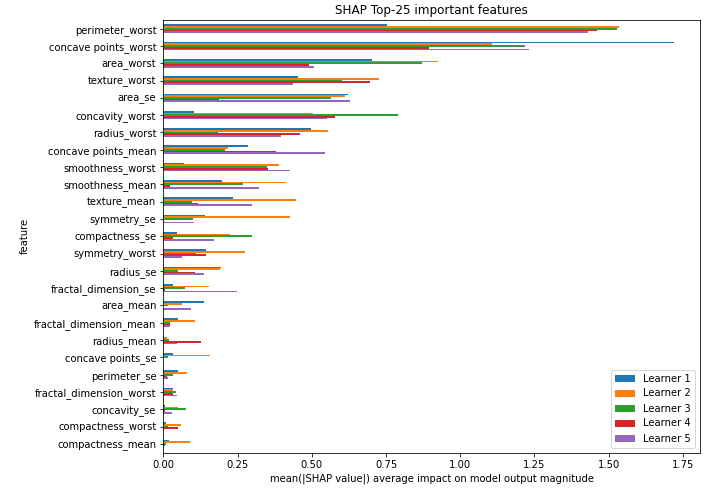 SHAP Top-25 important features
perimeter_worst
concave points_worst
area_worst
texture_worst
area_se
concavity_worst
radius_worst
concave points_mean
smoothness_worst
smoothness_mean
texture_mean
symmetry_se
compactness_se
symmetry_worst
radius_se
fractal_dimension_se
area_mean
fractal_dimension_mean
radius_mean
concave points_se
perimeter_se
fractal_dimension_worst
concavity_se
compactness_worst
compactness_mean
feature
Learner 1
Learner 2
Learner 3
Learner 4
Learner 5
0.00 0.25 0.50 0.75 1.00 1.25 1.50 1.75
mean(|SHAP value|) average impact on model output magnitude